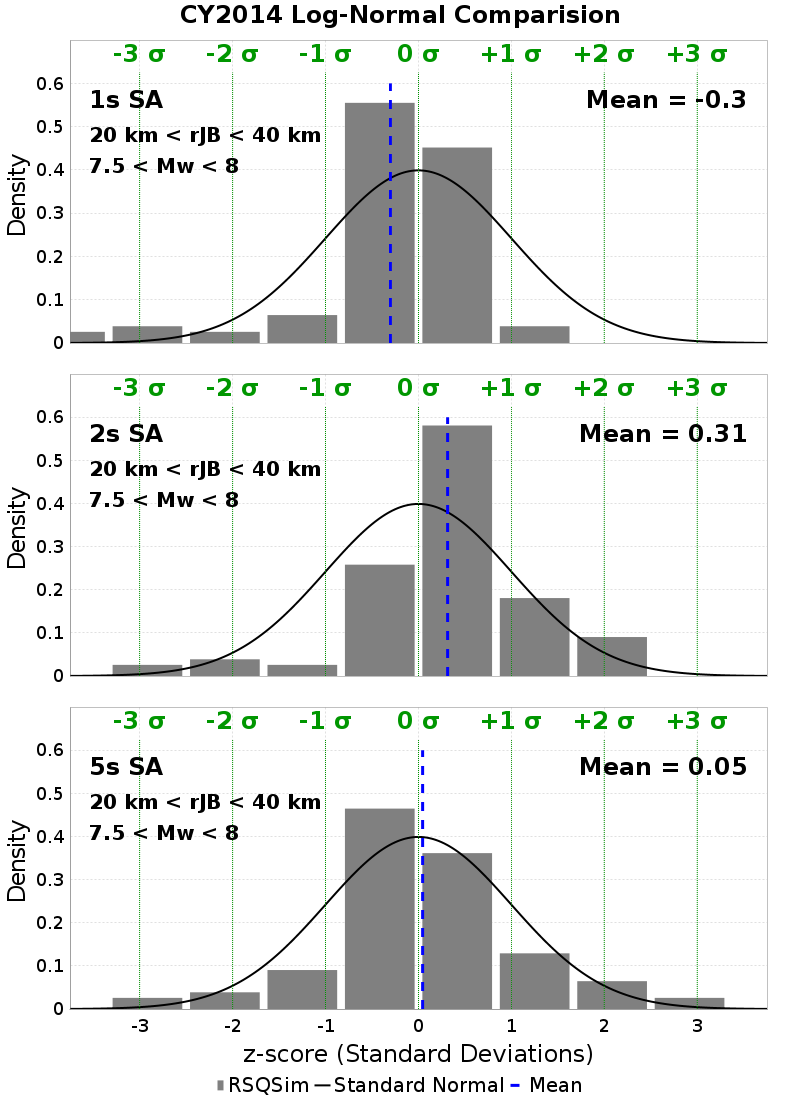 CY2014 Log-Normal Comparision
-3 σ -2 σ -1 σ 0 σ +1 σ +2 σ +3 σ
1s SA
Mean = -0.3
20 km < rJB < 40 km
7.5 < Mw < 8
Density
0.6
0.5
0.4
0.3
0.2
0.1
0
-3 σ -2 σ -1 σ 0 σ +1 σ +2 σ +3 σ
2s SA
Mean = 0.31
20 km < rJB < 40 km
7.5 < Mw < 8
Density
0.6
0.5
0.4
0.3
0.2
0.1
0
-3 σ -2 σ -1 σ 0 σ +1 σ +2 σ +3 σ
5s SA
Mean = 0.05
20 km < rJB < 40 km
7.5 < Mw < 8
Density
0.6
0.5
0.4
0.3
0.2
0.1
0
-3 -2 -1 0 1 2 3
z-score (Standard Deviations)
RSQSim Standard Normal Mean